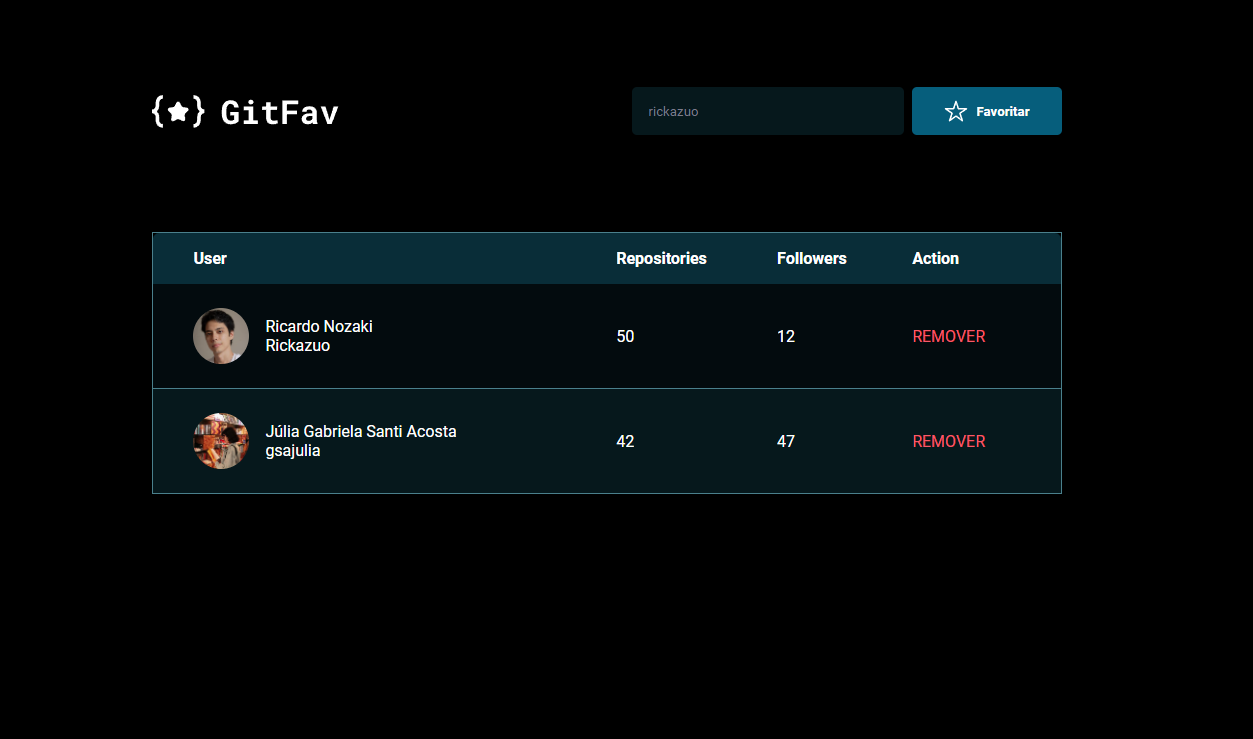 {★} GitFav
rickazuo
Favoritar
User Repositories Followers Action
Ricardo Nozaki
Rickazuo
50 12 REMOVER
Júlia Gabriela Santi Acosta
gsajulia
42 47 REMOVER